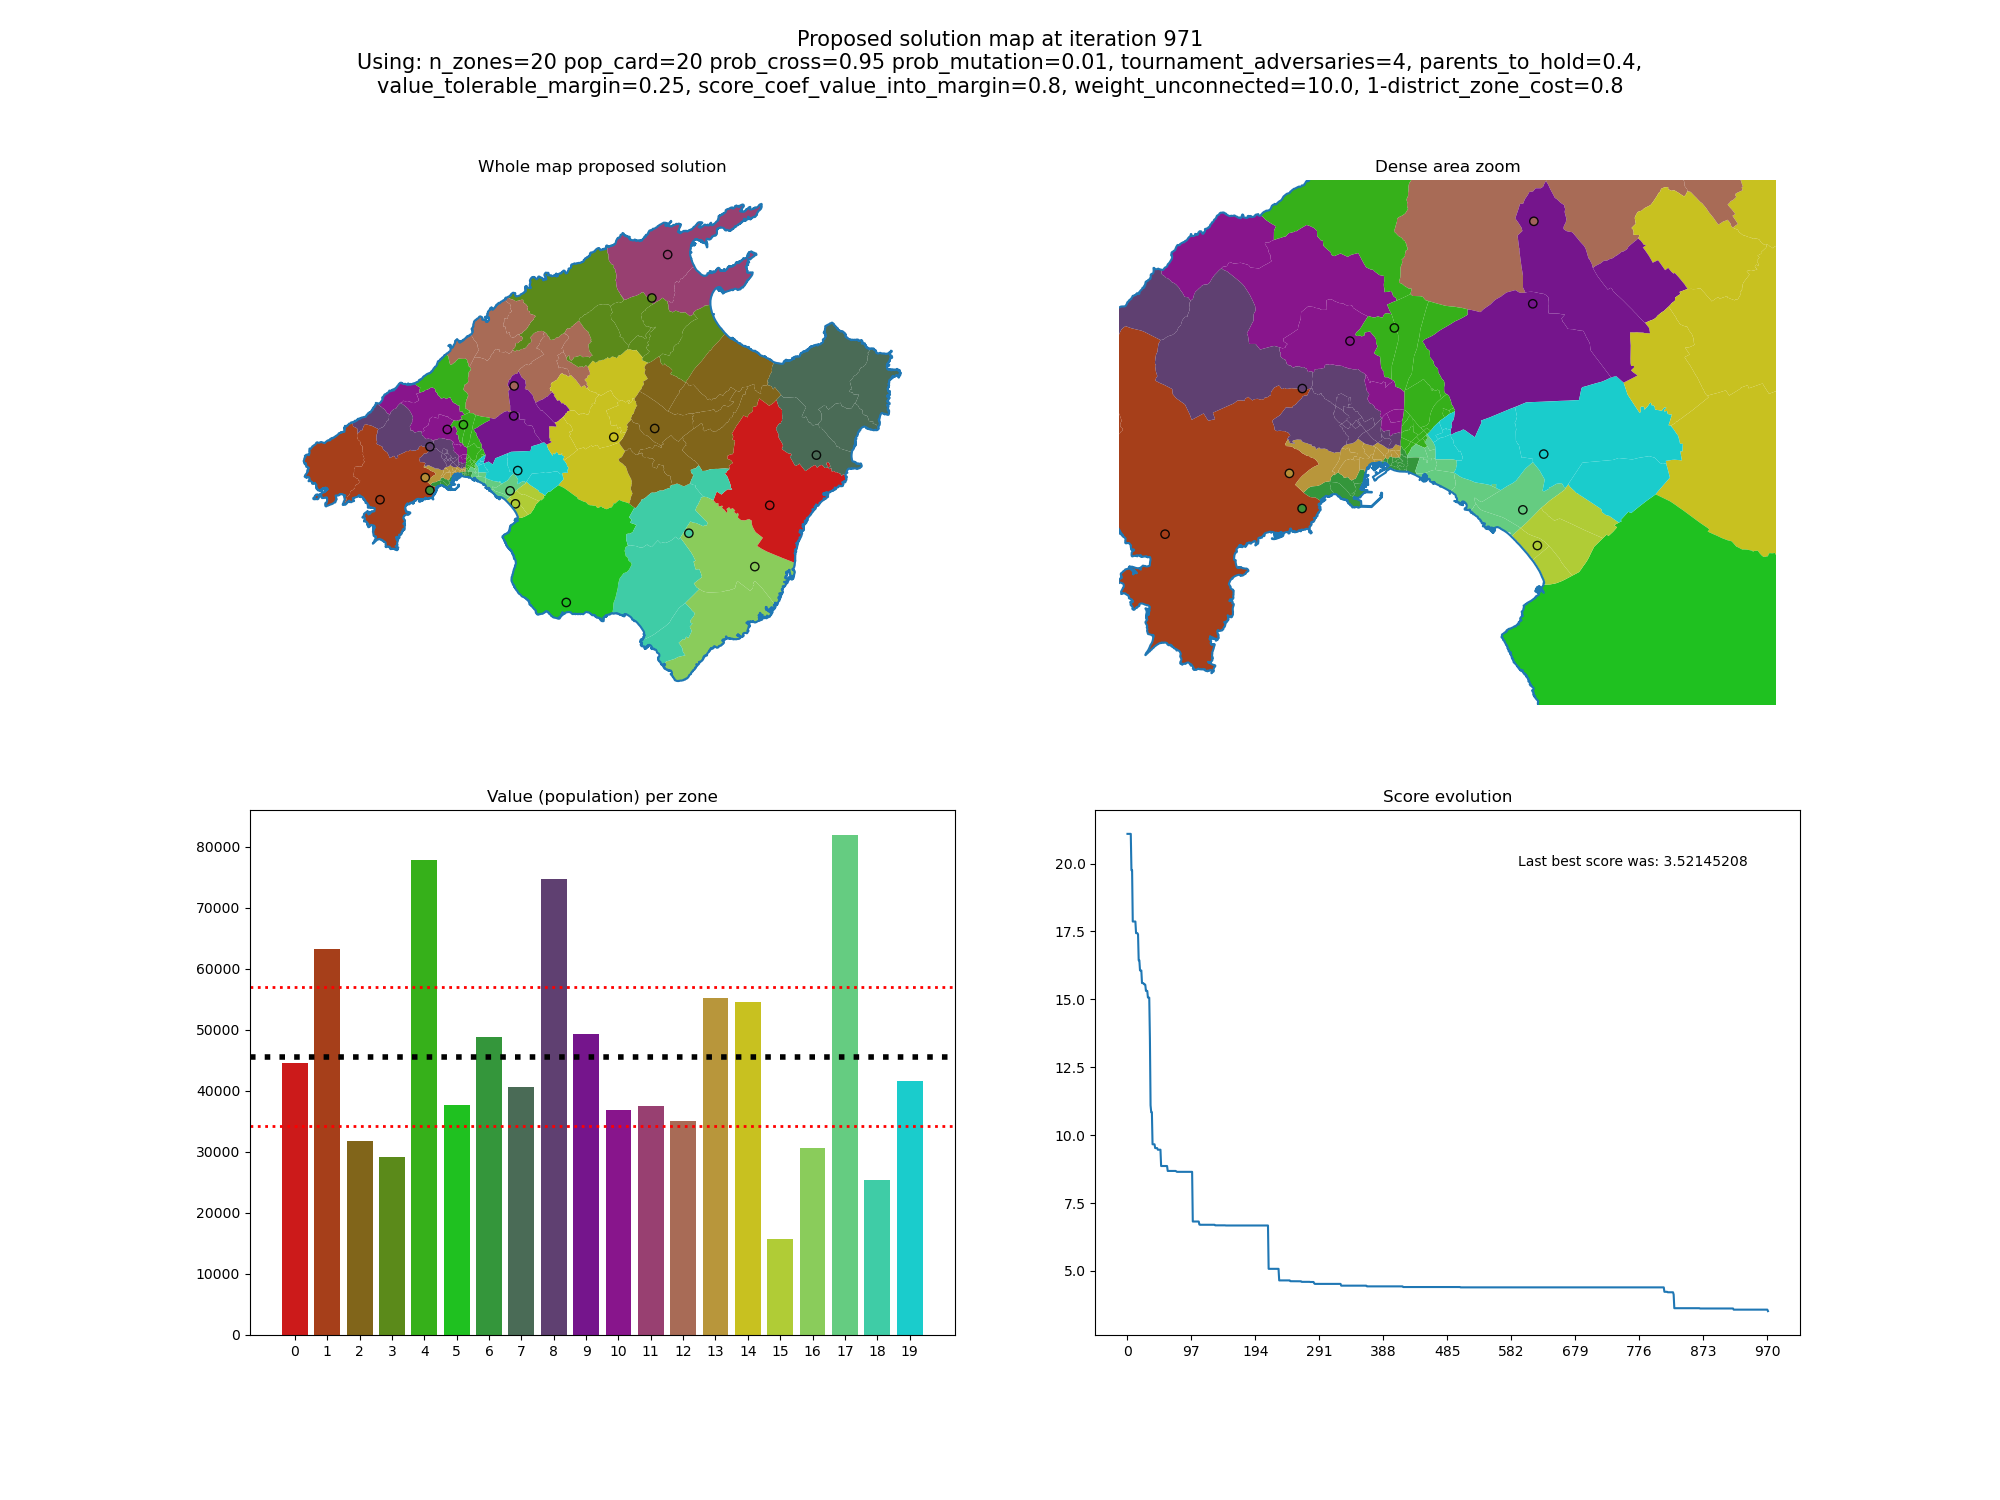 Proposed solution map at iteration 971
Using: n_zones=20 pop_card=20 prob_cross=0.95 prob_mutation=0.01, tournament_adversaries=4, parents_to_hold=0.4,
value_tolerable_margin=0.25, score_coef_value_into_margin=0.8, weight_unconnected=10.0, 1-district_zone_cost=0.8
Whole map proposed solution
Dense area zoom
Value (population) per zone
80000
70000
60000
50000
40000
30000
20000
10000
0
0 1 2 3 4 5 6 7 8 9 10 11 12 13 14 15 16 17 18 19
Score evolution
Last best score was: 3.52145208
20.0
17.5
15.0
12.5
10.0
7.5
5.0
0 97 194 291 388 485 582 679 776 873 970